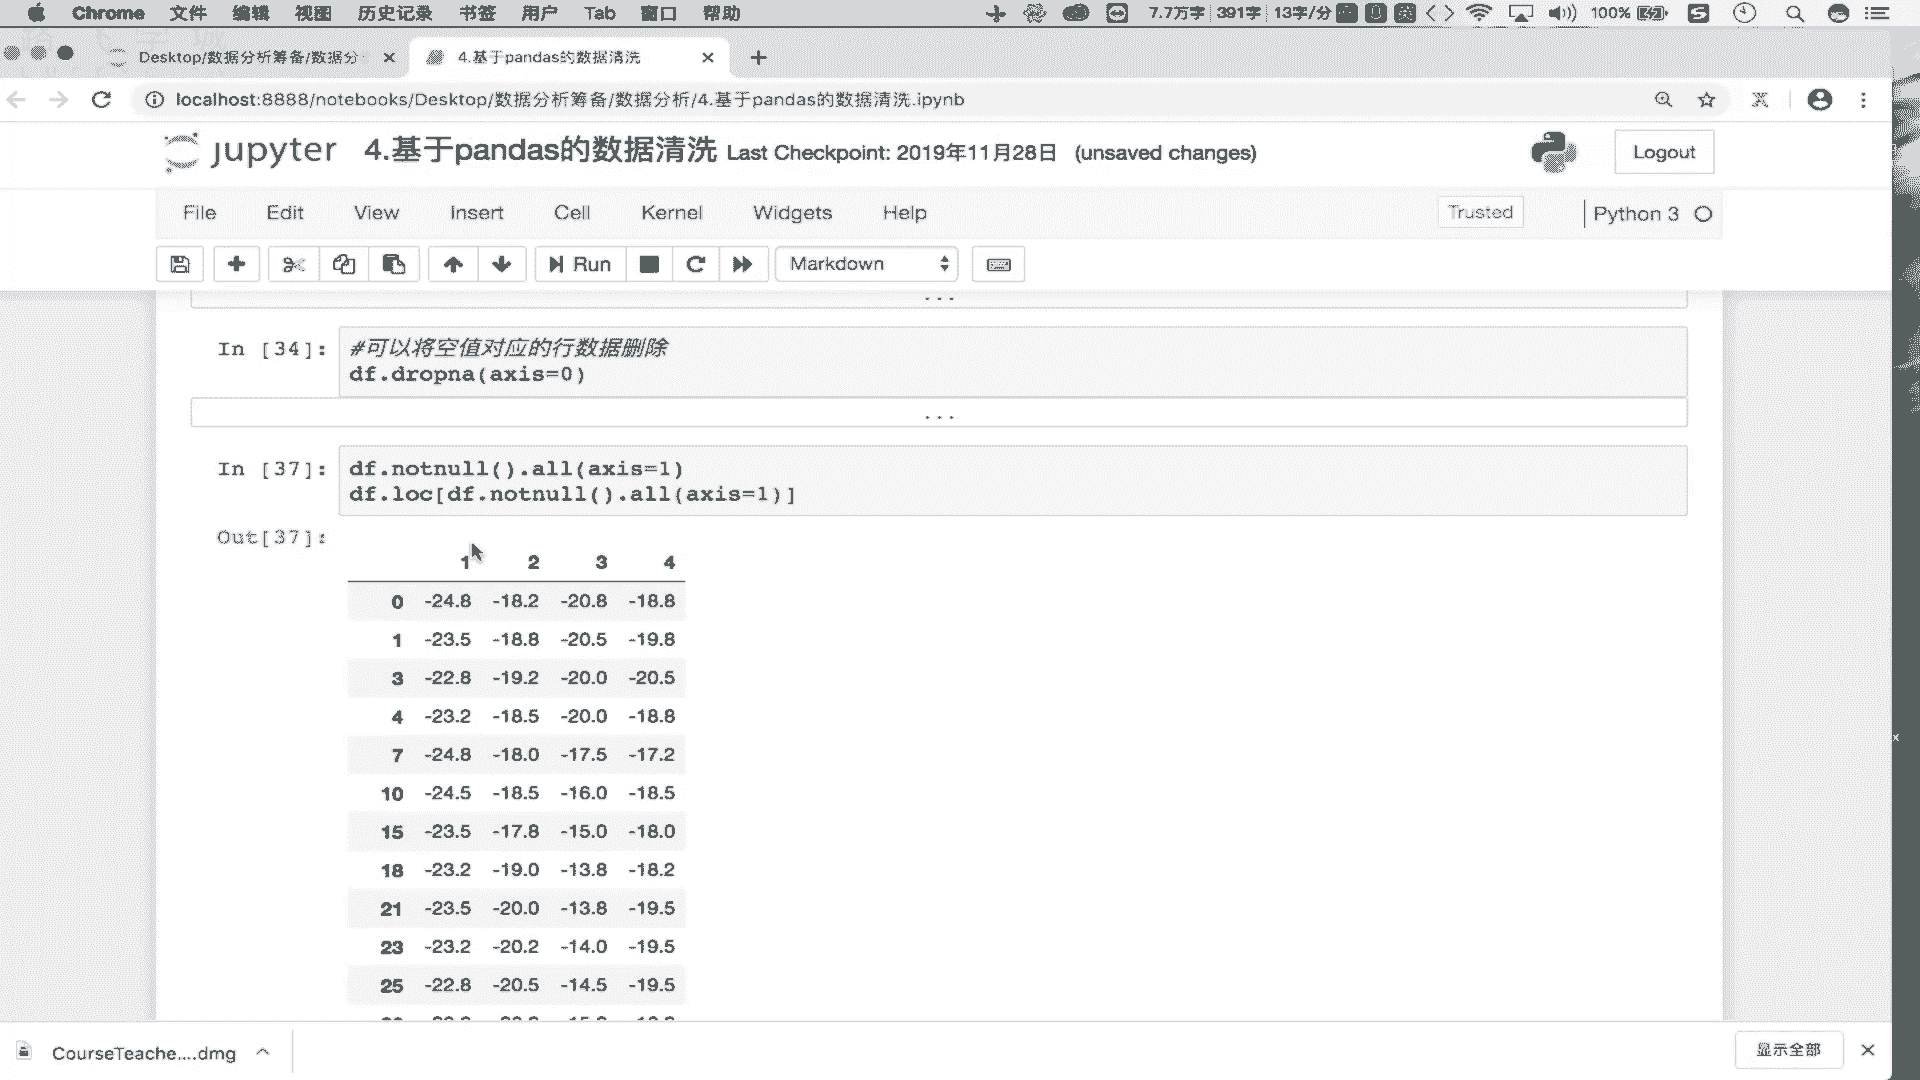 Chrome 文件 编辑 视图 历史记录 书签 用户 Tab 窗口 帮助 7.7万字 391字 13字/分 100%
Desktop/数据分析筹备/数据分 4.基于pandas的数据清洗
localhost:8888/notebooks/Desktop/数据分析筹备/数据分析/4.基于pandas的数据清洗.ipynb
jupyter 4.基于pandas的数据清洗 Last Checkpoint: 2019年11月28日 (unsaved changes) Logout
File Edit View Insert Cell Kernel Widgets Help Trusted Python 3
Run Markdown
...
In [34]: #可以将空值对应的行数据删除
df.dropna(axis=0)
...
In [37]: df.notnull().all(axis=1)
df.loc[df.notnull().all(axis=1)]
Out[37]:
1 2 3 4
0 -24.8 -18.2 -20.8 -18.8
1 -23.5 -18.8 -20.5 -19.8
3 -22.8 -19.2 -20.0 -20.5
4 -23.2 -18.5 -20.0 -18.8
7 -24.8 -18.0 -17.5 -17.2
10 -24.5 -18.5 -16.0 -18.5
15 -23.5 -17.8 -15.0 -18.0
18 -23.2 -19.0 -13.8 -18.2
21 -23.5 -20.0 -13.8 -19.5
23 -23.2 -20.2 -14.0 -19.5
25 -22.8 -20.5 -14.5 -19.5
CourseTeache....dmg 显示全部